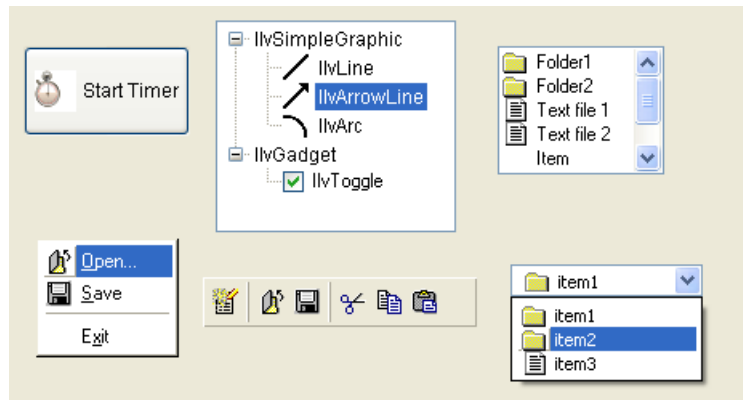 Start Timer
IlvSimpleGraphic
IlvLine
IlvArrowLine
IlvArc
IlvGadget
IlvToggle
Folder1
Folder2
Text file 1
Text file 2
Item
Open...
Save
Exit
item1
item1
item2
item3